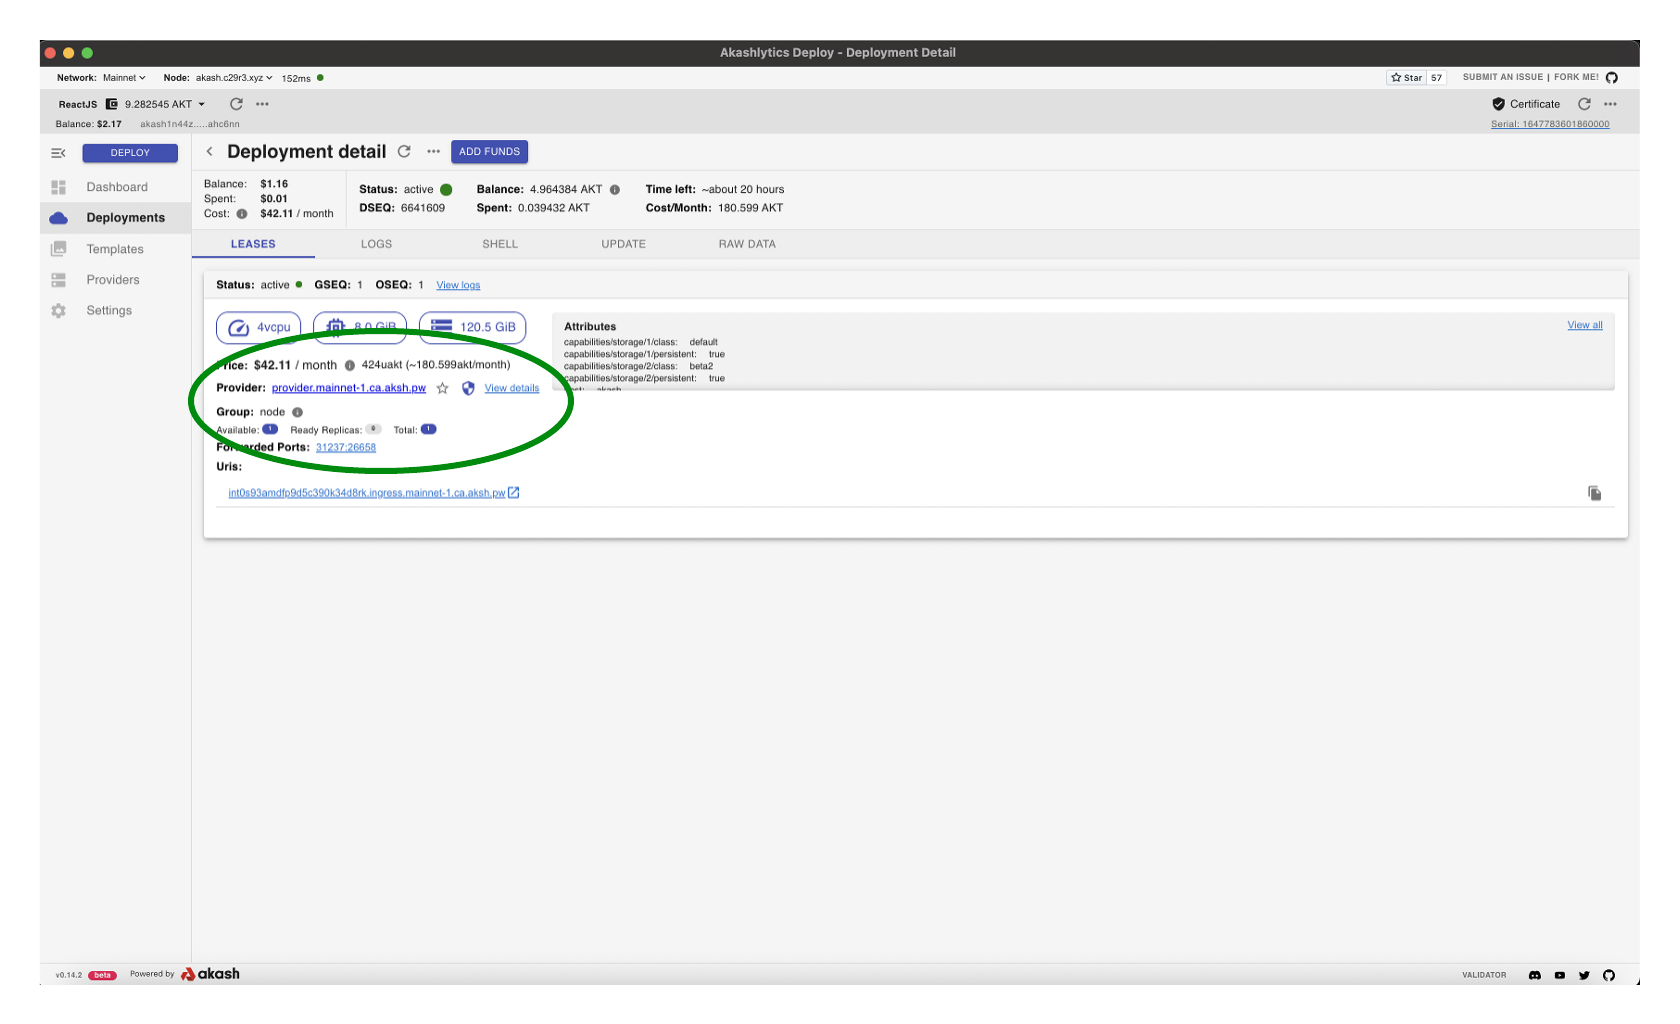 Akashlytics Deploy - Deployment Detail
Network: Mainnet Node: akash.c29r3.xyz 152ms
Star 57 SUBMIT AN ISSUE | FORK ME!
ReactJS 9.282545 AKT
Certificate
Balance: $2.17 akash1n44z.....ahc6nn
Serial: 1647783601860000
DEPLOY
Dashboard
Deployments
Templates
Providers
Settings
Deployment detail ADD FUNDS
Balance: $1.16
Spent: $0.01
Cost: $42.11 / month
Status: active Balance: 4.964384 AKT Time left: ~about 20 hours
DSEQ: 6641609 Spent: 0.039432 AKT Cost/Month: 180.599 AKT
LEASES LOGS SHELL UPDATE RAW DATA
Status: active GSEQ: 1 OSEQ: 1 View logs
4vcpu 8.0 GiB 120.5 GiB
Price: $42.11 / month 424uakt (~180.599akt/month)
Provider: provider.mainnet-1.ca.aksh.pw View details
Group: node
Available: 1 Ready Replicas: 0 Total: 1
Forwarded Ports: 31237:26658
Uris:
int0s93amdfp9d5c390k34d8rk.ingress.mainnet-1.ca.aksh.pw
Attributes
View all
capabilities/storage/1/class: default
capabilities/storage/1/persistent: true
capabilities/storage/2/class: beta2
capabilities/storage/2/persistent: true
akash
v0.14.2 beta Powered by akash
VALIDATOR